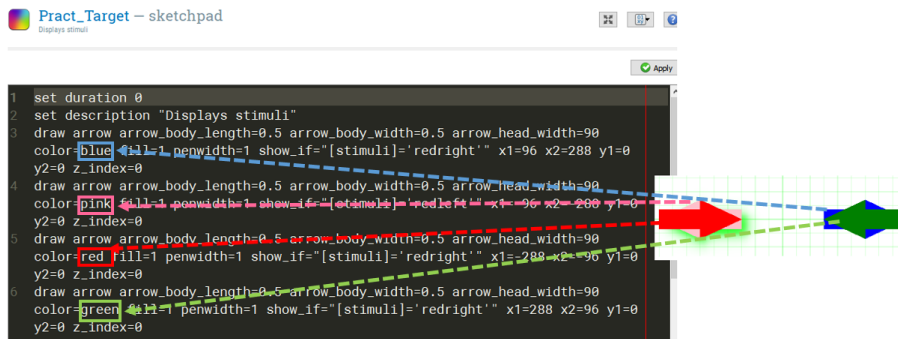 Pract_Target — sketchpad
Displays stimuli
Apply
1 set duration 0
2 set description "Displays stimuli"
3 draw arrow arrow_body_length=0.5 arrow_body_width=0.5 arrow_head_width=90
color=blue fill=1 penwidth=1 show_if="[stimuli]='redright'" x1=96 x2=288 y1=0
y2=0 z_index=0
4 draw arrow arrow_body_length=0.5 arrow_body_width=0.5 arrow_head_width=90
color=pink fill=1 penwidth=1 show_if="[stimuli]='redleft'" x1=-96 x2=-288 y1=0
y2=0 z_index=0
5 draw arrow arrow_body_length=0.5 arrow_body_width=0.5 arrow_head_width=90
color=red fill=1 penwidth=1 show_if="[stimuli]='redright'" x1=-288 x2=-96 y1=0
y2=0 z_index=0
6 draw arrow arrow_body_length=0.5 arrow_body_width=0.5 arrow_head_width=90
color=green fill=1 penwidth=1 show_if="[stimuli]='redright'" x1=288 x2=96 y1=0
y2=0 z_index=0